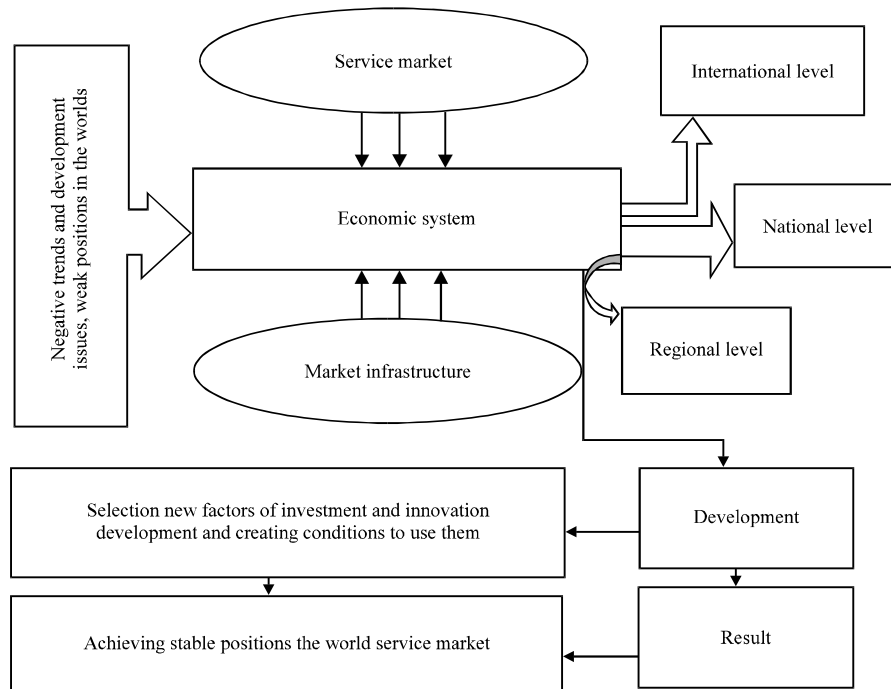 Service market
International level
Negative trends and development
issues, weak positions in the worlds
Economic system
National level
Regional level
Market infrastructure
Selection new factors of investment and innovation
development and creating conditions to use them
Development
Achieving stable positions the world service market
Result